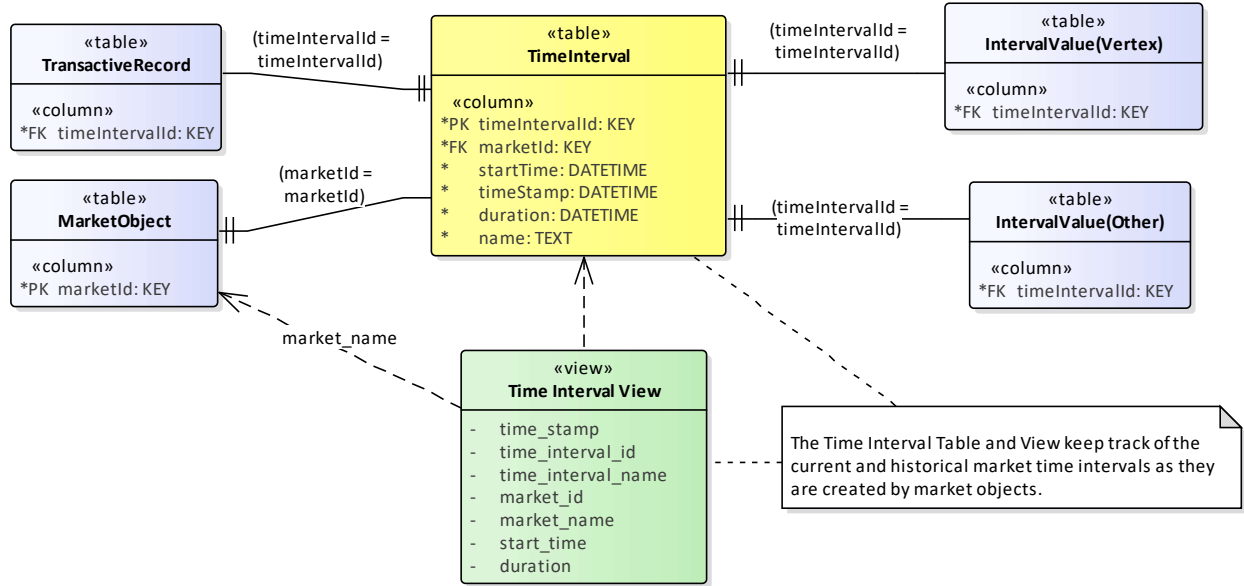 «table»
TransactiveRecord
«column»
*FK timeIntervalId: KEY
(timeIntervalId =
timeIntervalId)
«table»
TimeInterval
«column»
*PK timeIntervalId: KEY
*FK marketId: KEY
* startTime: DATETIME
* timeStamp: DATETIME
* duration: DATETIME
* name: TEXT
(timeIntervalId =
timeIntervalId)
«table»
IntervalValue(Vertex)
«column»
*FK timeIntervalId: KEY
«table»
MarketObject
«column»
*PK marketId: KEY
(marketId =
marketId)
(timeIntervalId =
timeIntervalId)
«table»
IntervalValue(Other)
«column»
*FK timeIntervalId: KEY
market_name
«view»
Time Interval View
- time_stamp
- time_interval_id
- time_interval_name
- market_id
- market_name
- start_time
- duration
The Time Interval Table and View keep track of the
current and historical market time intervals as they
are created by market objects.